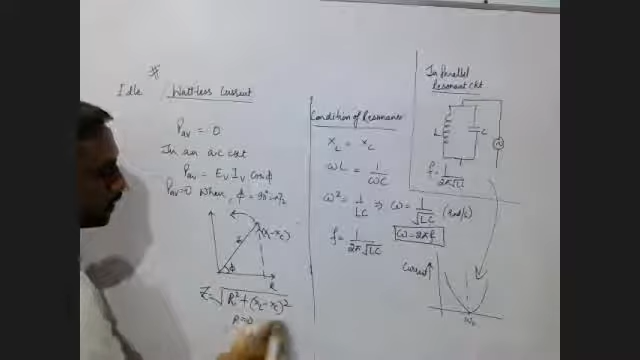 Idle Wattless Current
Pav = 0
In an a.c ckt
Pav = Ev Iv Cosφ
Pav=0 When, φ = 90° = π/2
Z
(XL-XC)
φ
R
Z = √R² + (XL-XC)²
R=0
Condition of Resonance
XL = XC
ωL = 1/ωC
ω² = 1/LC ⇒ ω = 1/√LC (rad/s)
f = 1/2π√LC
ω = 2πf
In Parallel
Resonant Ckt
L
C
f = 1/2π√LC
Current↑